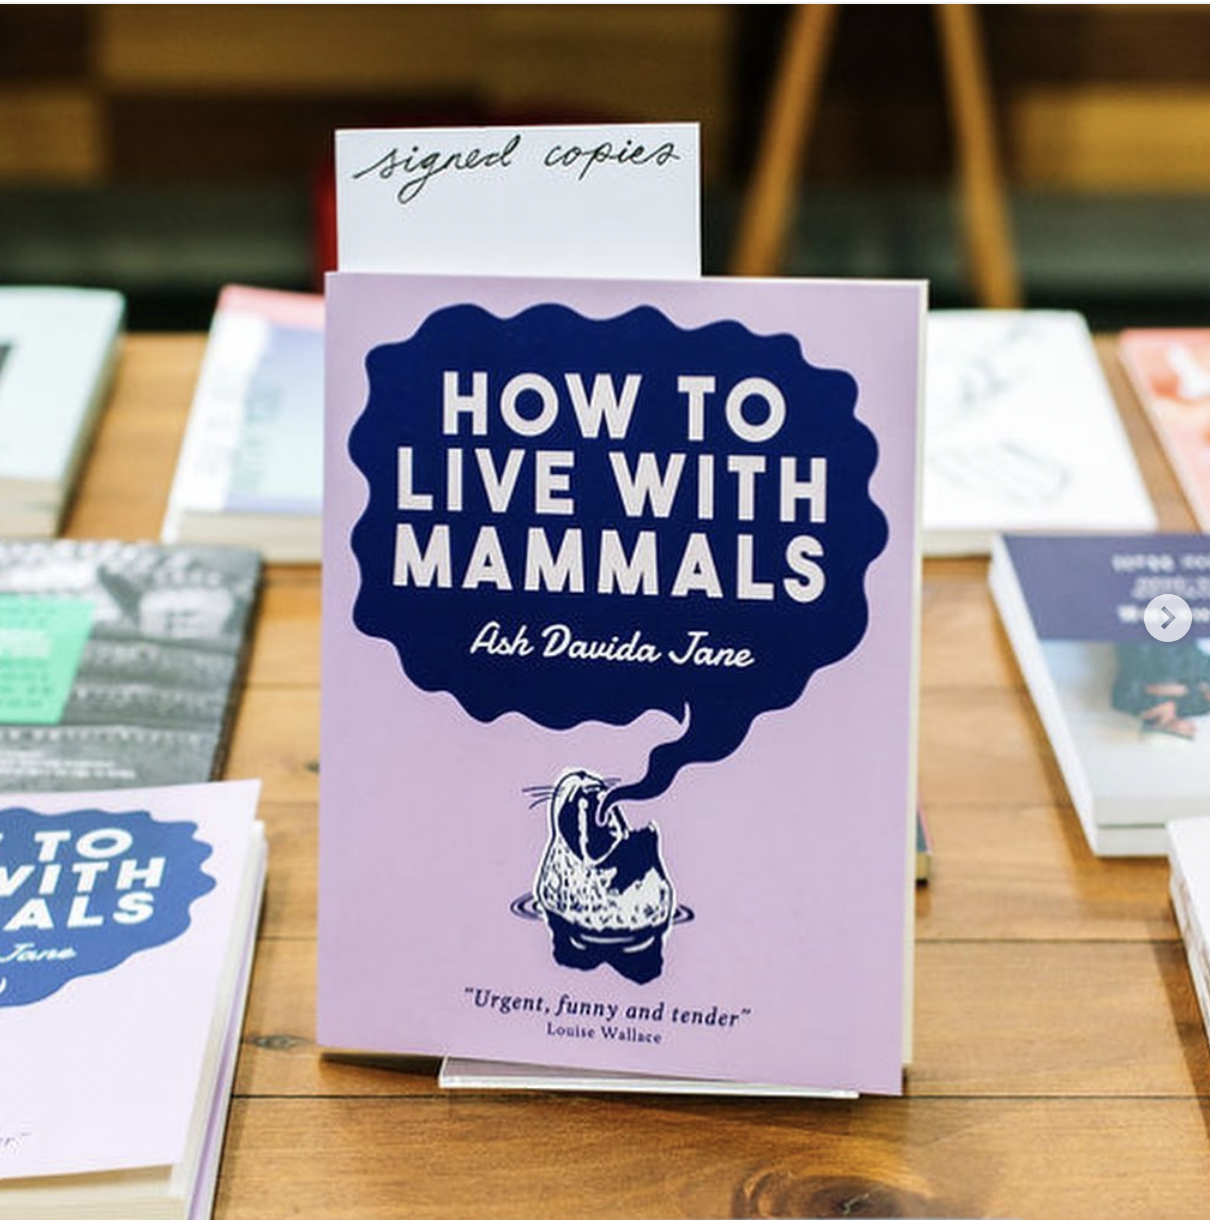 signed copies
HOW TO
LIVE WITH
MAMMALS
Ash Davida Jane
"Urgent, funny and tender"
Louise Wallace
TO
WITH
ALS
Jane